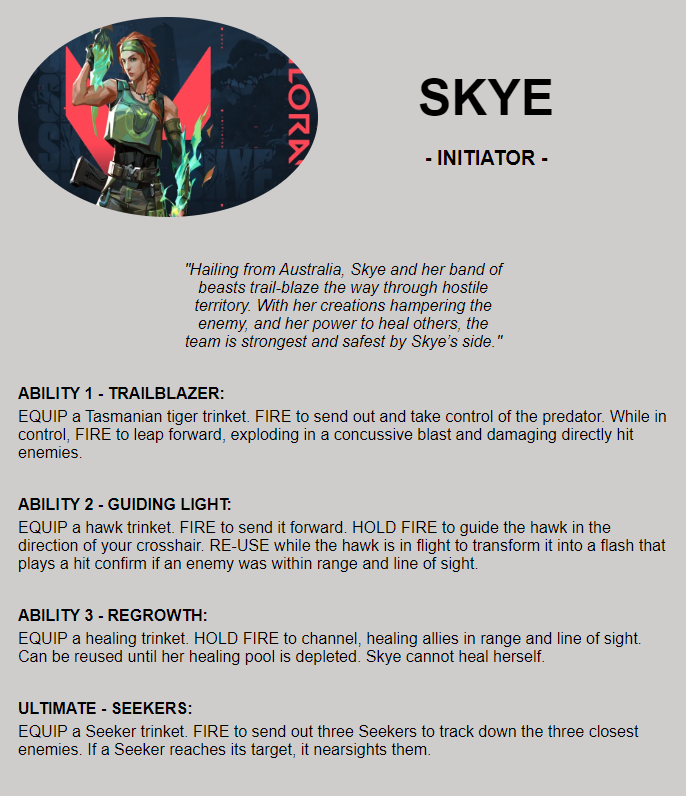 LORA
SKYE
- INITIATOR -
"Hailing from Australia, Skye and her band of
beasts trail-blaze the way through hostile
territory. With her creations hampering the
enemy, and her power to heal others, the
team is strongest and safest by Skye’s side."
ABILITY 1 - TRAILBLAZER:
EQUIP a Tasmanian tiger trinket. FIRE to send out and take control of the predator. While in
control, FIRE to leap forward, exploding in a concussive blast and damaging directly hit
enemies.
ABILITY 2 - GUIDING LIGHT:
EQUIP a hawk trinket. FIRE to send it forward. HOLD FIRE to guide the hawk in the
direction of your crosshair. RE-USE while the hawk is in flight to transform it into a flash that
plays a hit confirm if an enemy was within range and line of sight.
ABILITY 3 - REGROWTH:
EQUIP a healing trinket. HOLD FIRE to channel, healing allies in range and line of sight.
Can be reused until her healing pool is depleted. Skye cannot heal herself.
ULTIMATE - SEEKERS:
EQUIP a Seeker trinket. FIRE to send out three Seekers to track down the three closest
enemies. If a Seeker reaches its target, it nearsights them.